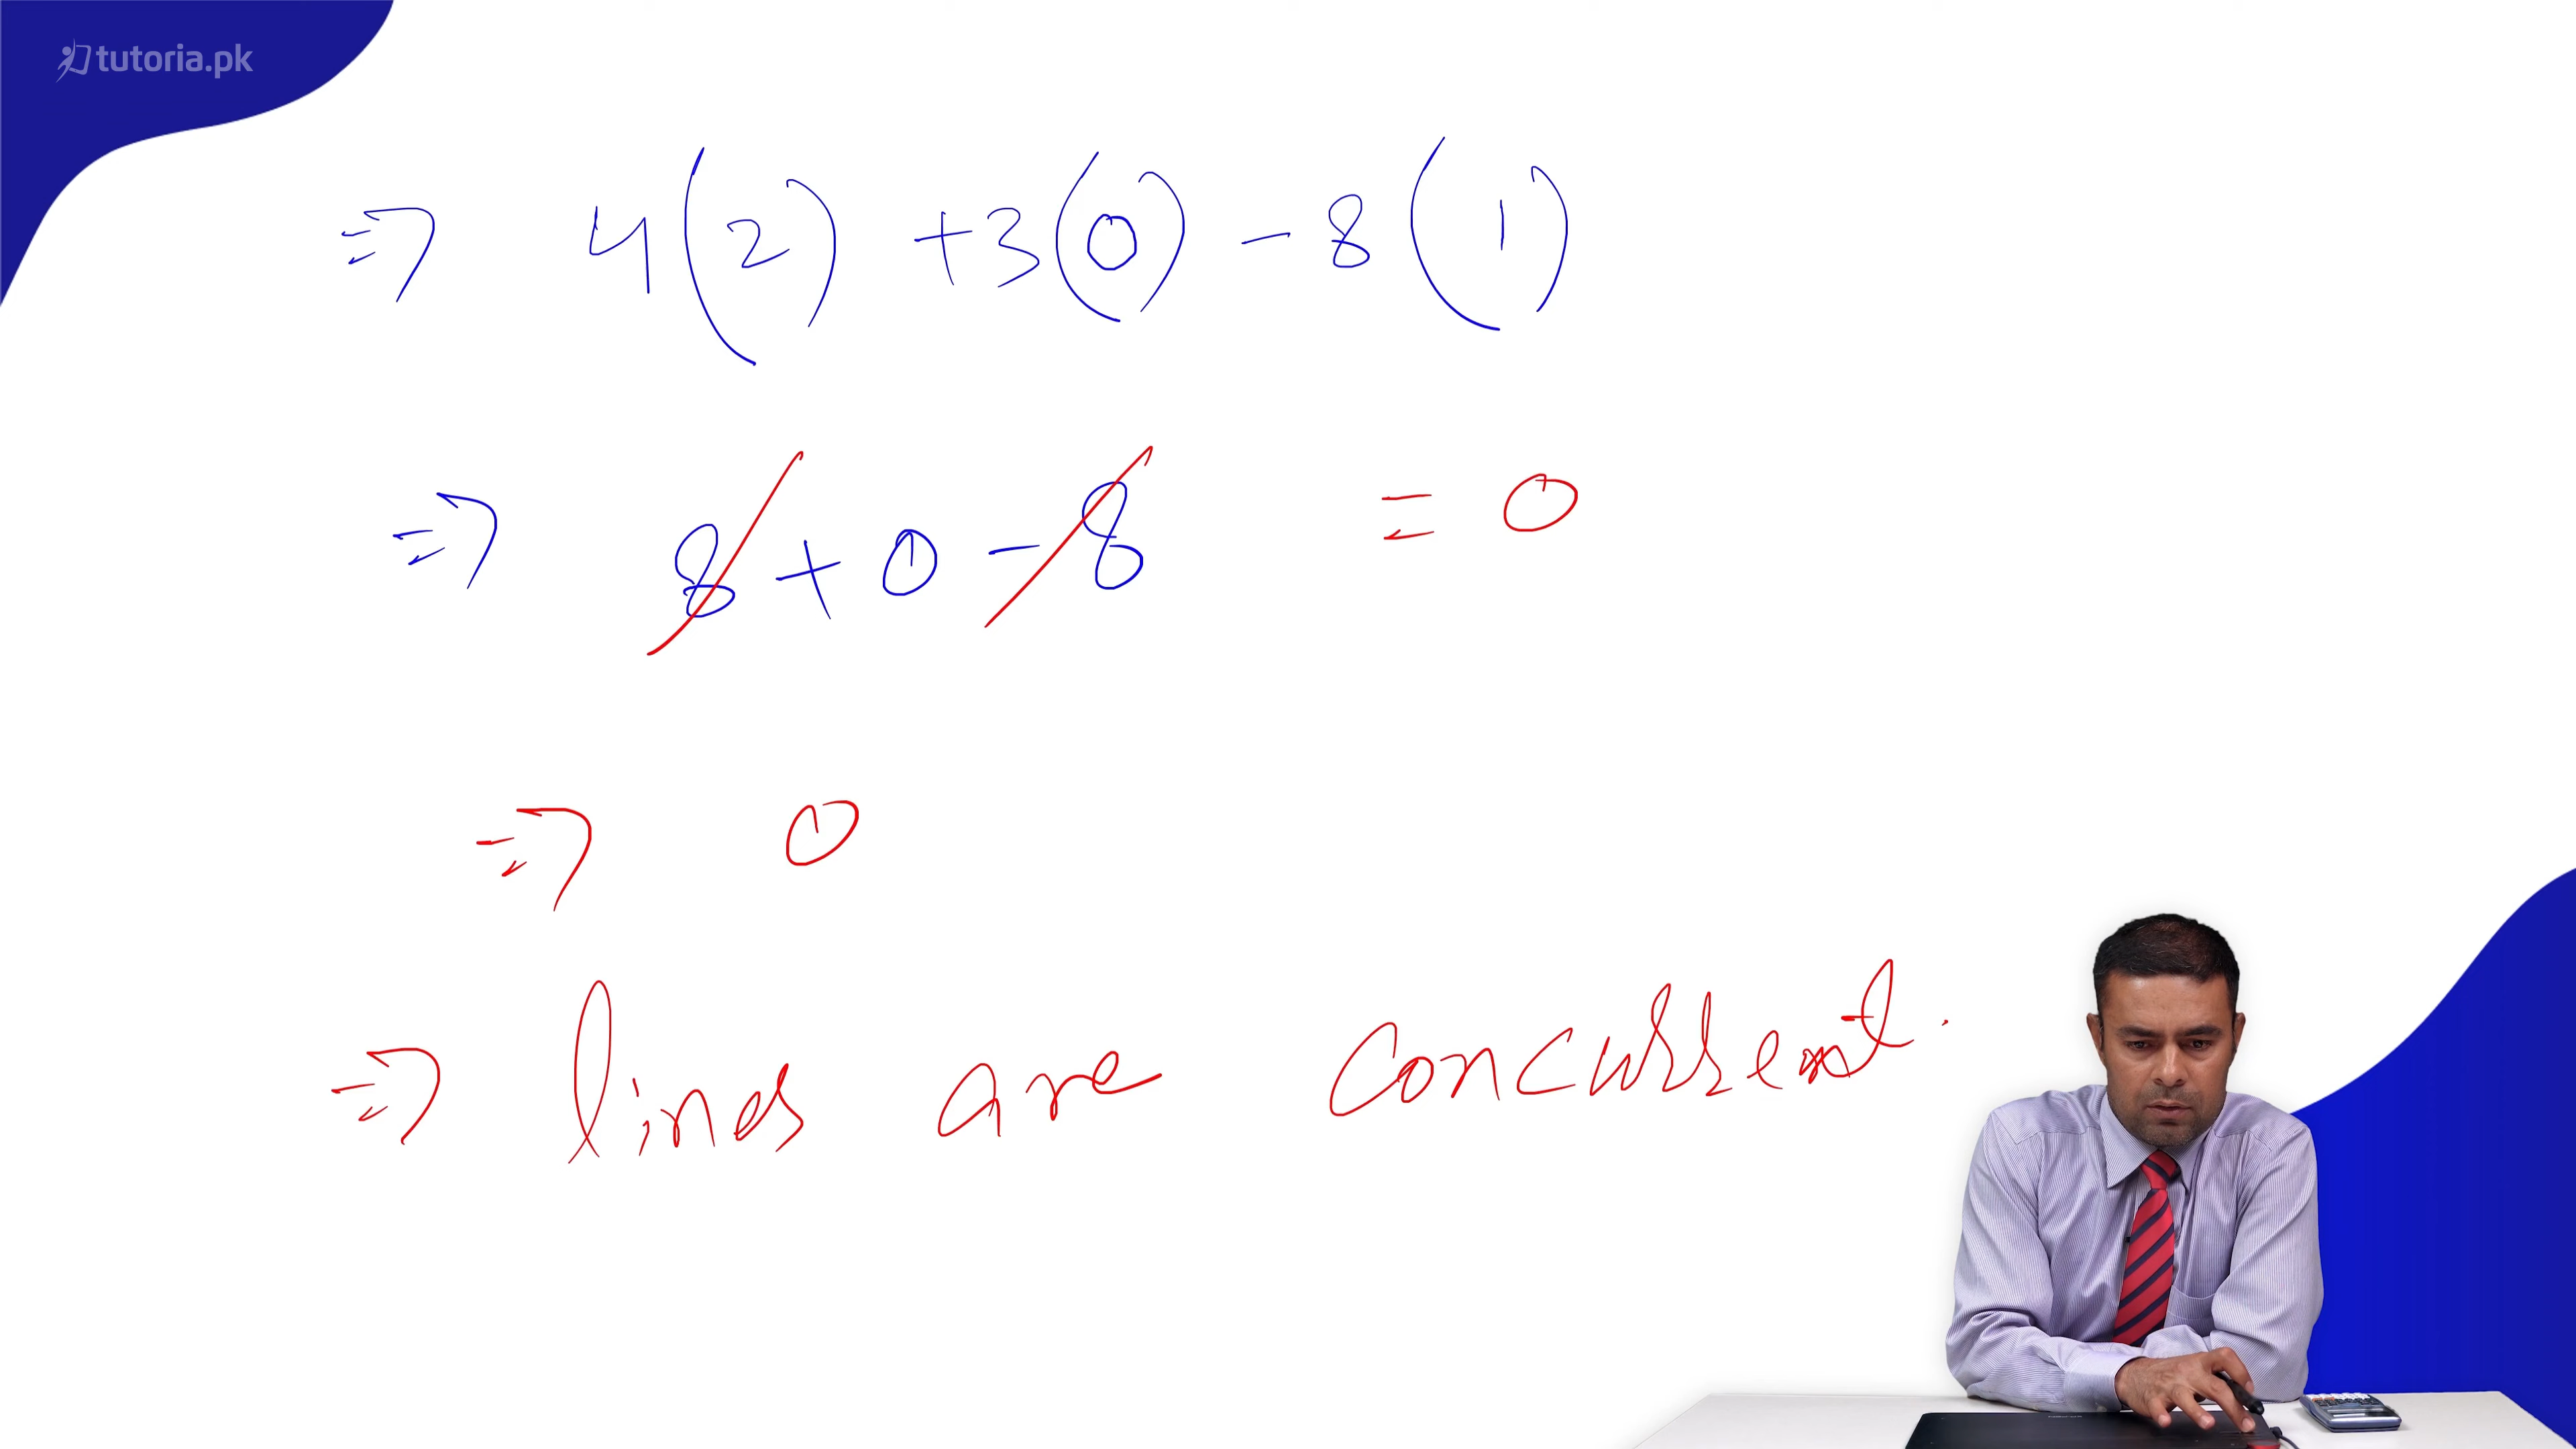 tutoria.pk
⇒ 4(2) +3(0) - 8(1)
⇒ 8 + 0 - 8 = 0
⇒ 0
⇒ lines are concurrent.